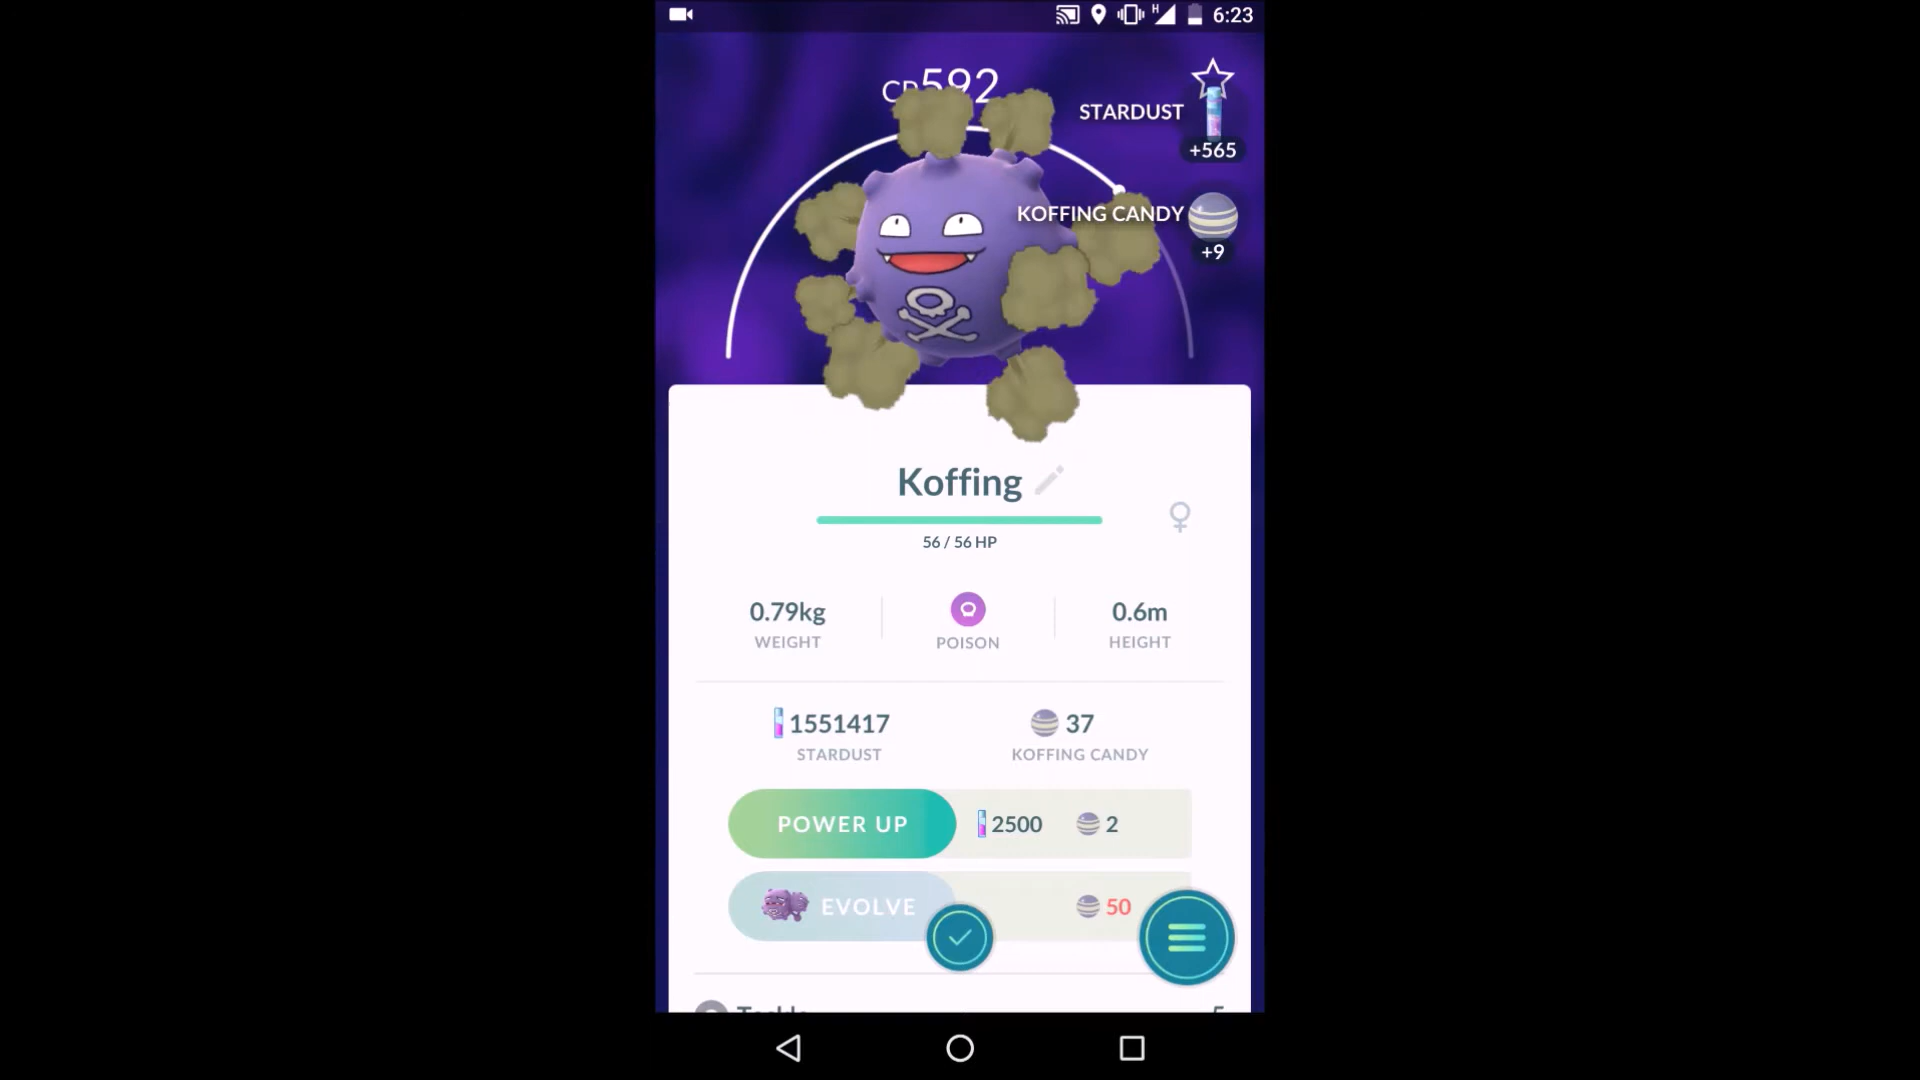 H 6:23
CP592
STARDUST
+565
KOFFING CANDY
+9
Koffing
56 / 56 HP
0.79kg
WEIGHT
POISON
0.6m
HEIGHT
1551417
STARDUST
37
KOFFING CANDY
POWER UP 2500 2
EVOLVE 50